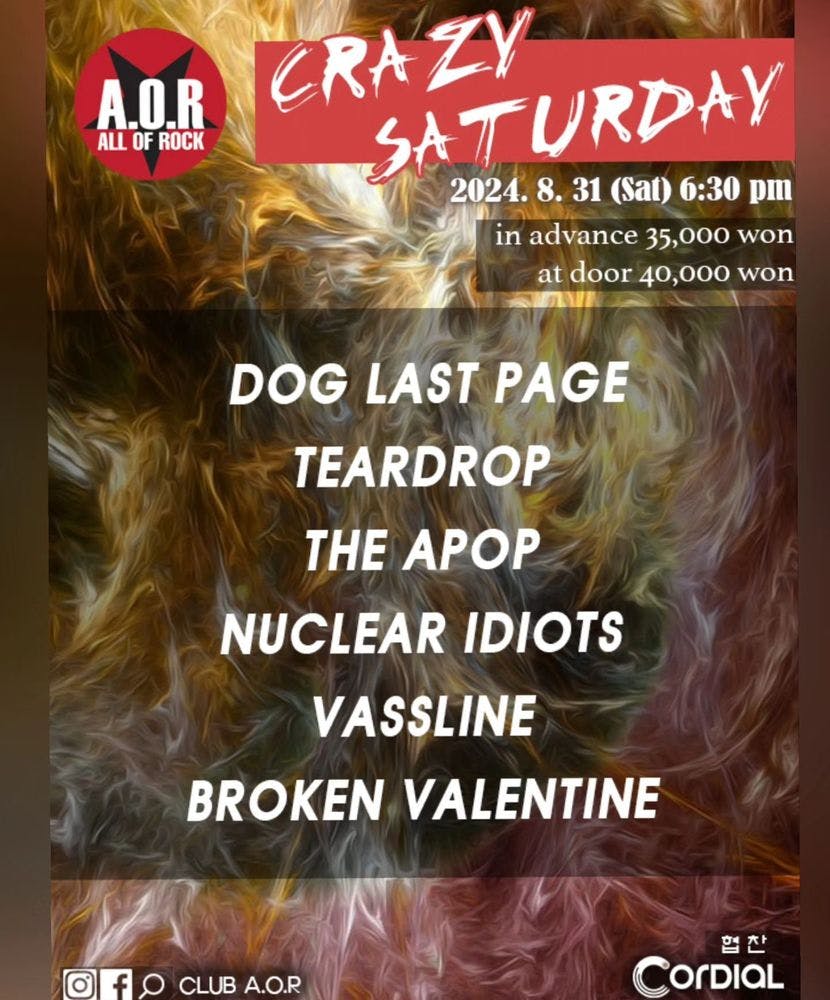 A.O.R
ALL OF ROCK
CRAZY
SATURDAY
2024. 8. 31 (Sat) 6:30 pm
in advance 35,000 won
at door 40,000 won
DOG LAST PAGE
TEARDROP
THE APOP
NUCLEAR IDIOTS
VASSLINE
BROKEN VALENTINE
협찬
CLUB A.O.R
CORDIAL